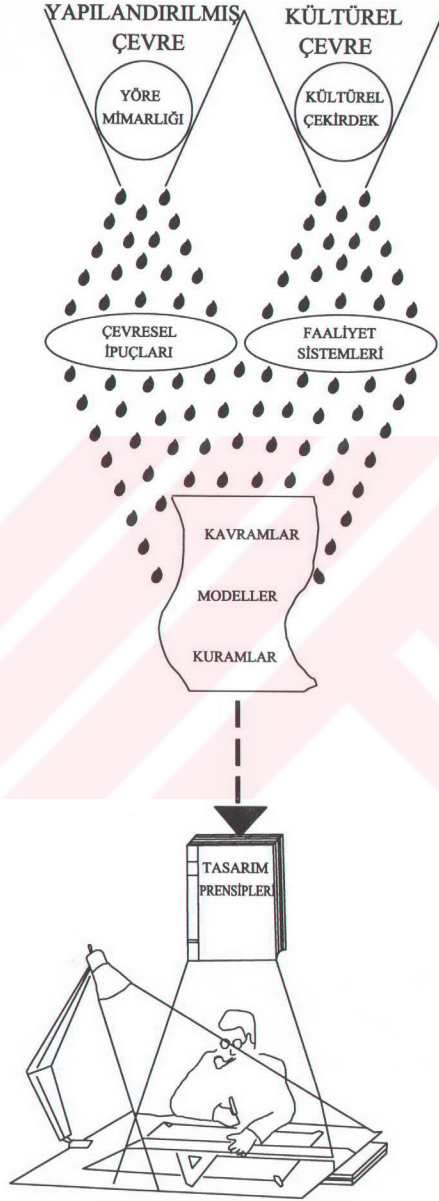 YAPILANDIRILMIŞ
ÇEVRE
KÜLTÜREL
ÇEVRE
YÖRE
MİMARLIĞI
KÜLTÜREL
ÇEKİRDEK
ÇEVRESEL
İPUÇLARI
FAALİYET
SİSTEMLERİ
KAVRAMLAR
MODELLER
KURAMLAR
TASARIM
PRENSİPLERİ